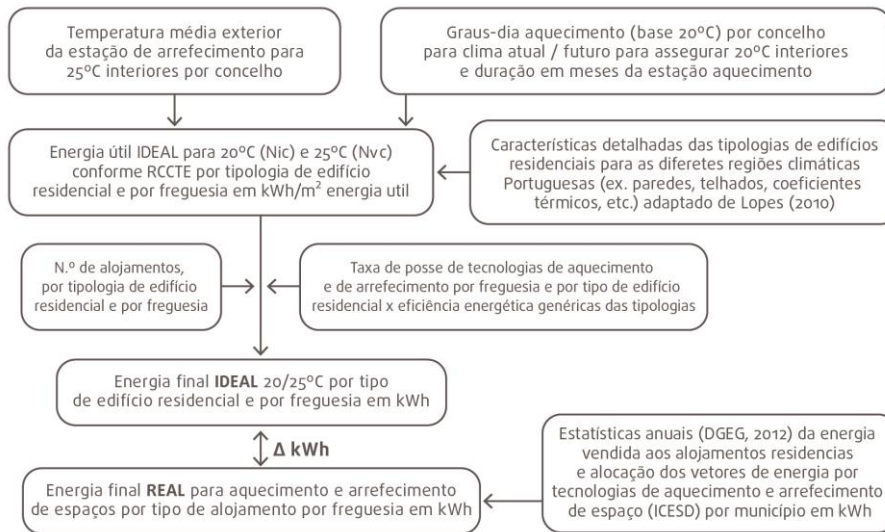 Temperatura média exterior
da estação de arrefecimento para
25ºC interiores por concelho
Graus-dia aquecimento (base 20ºC) por concelho
para clima atual / futuro para assegurar 20ºC interiores
e duração em meses da estação aquecimento
Energia útil IDEAL para 20ºC (Nic) e 25ºC (Nvc)
conforme RCCTE por tipologia de edifício
residencial e por freguesia em kWh/m² energia util
Características detalhadas das tipologias de edifícios
residenciais para as diferetes regiões climáticas
Portuguesas (ex. paredes, telhados, coeficientes
térmicos, etc.) adaptado de Lopes (2010)
N.º de alojamentos,
por tipologia de edifício
residencial e por freguesia
Taxa de posse de tecnologias de aquecimento
e de arrefecimento por freguesia e por tipo de edifício
residencial x eficiência energética genéricas das tipologias
Energia final IDEAL 20/25ºC por tipo
de edifício residencial e por freguesia em kWh
Δ kWh
Energia final REAL para aquecimento e arrefecimento
de espaços por tipo de alojamento por freguesia em kWh
Estatísticas anuais (DGEG, 2012) da energia
vendida aos alojamentos residencias
e alocação dos vetores de energia por
tecnologias de aquecimento e arrefecimento
de espaço (ICESD) por município em kWh